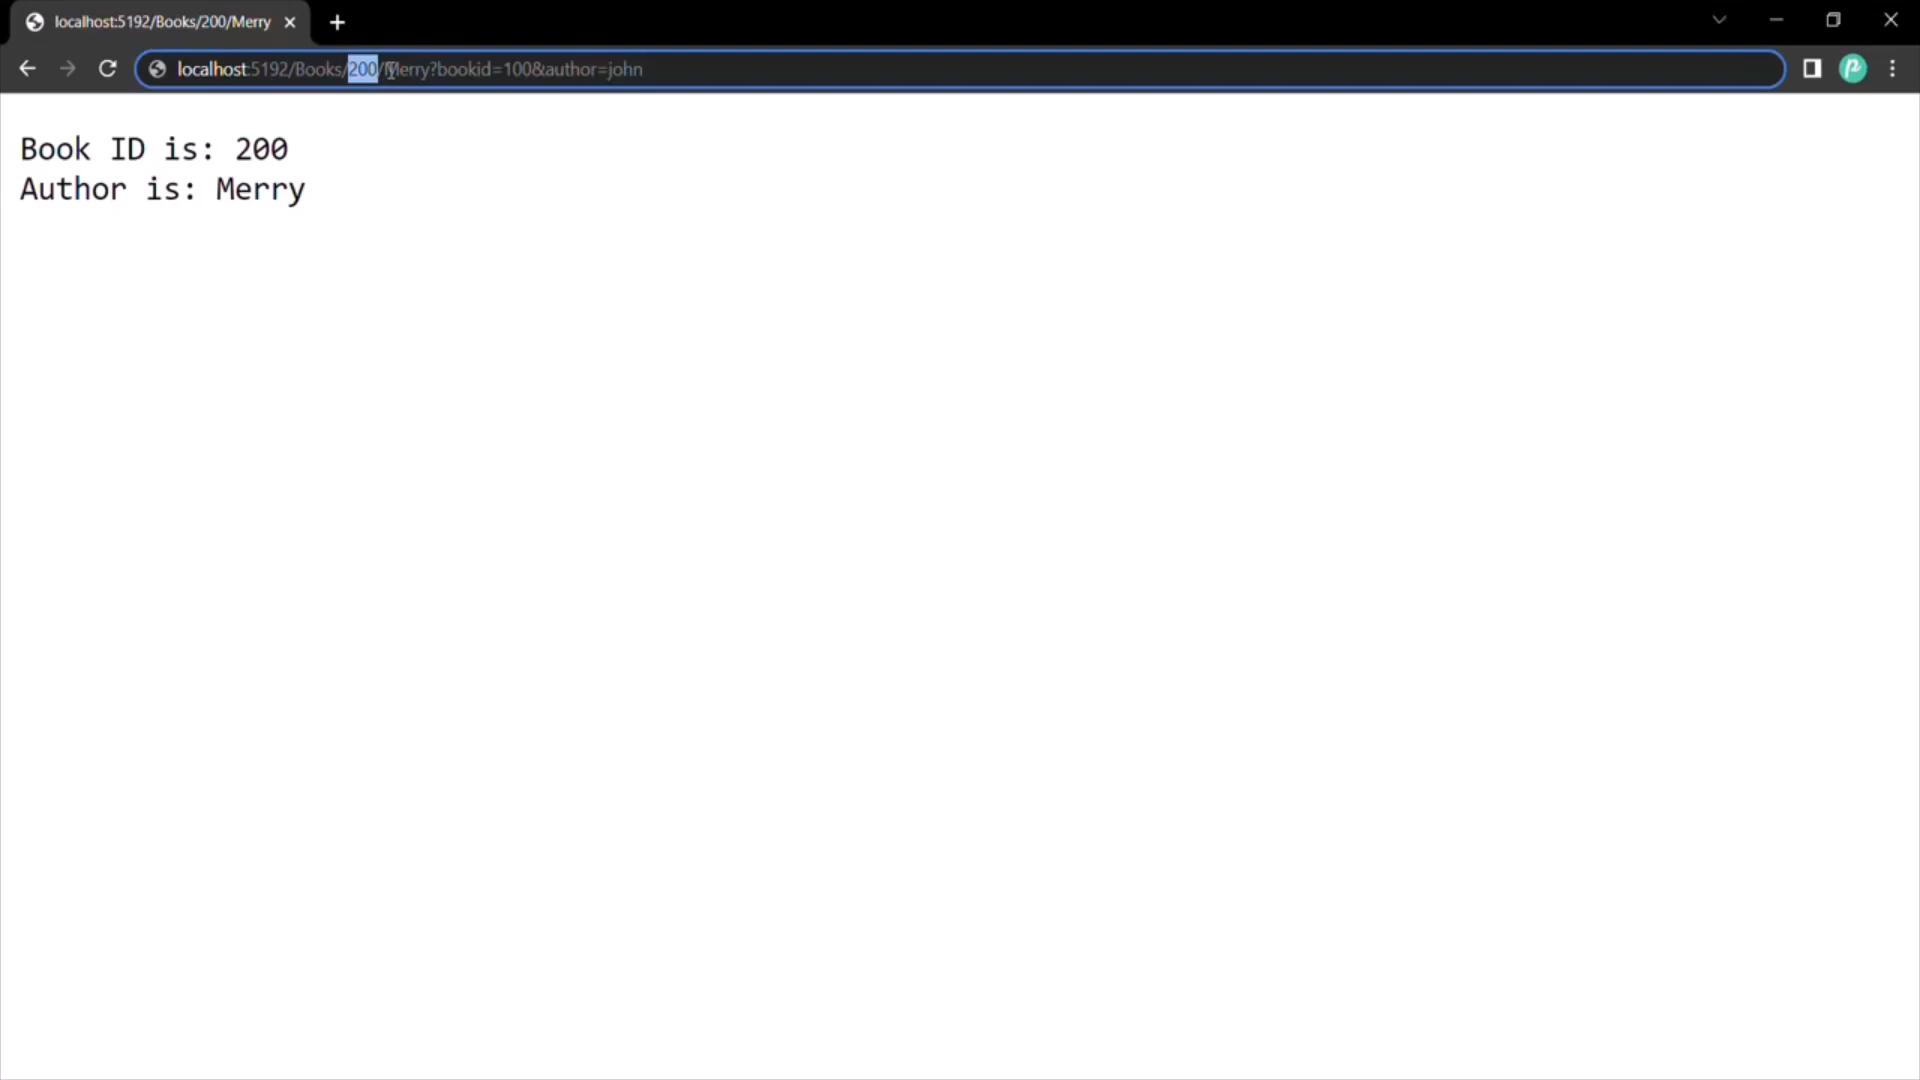 localhost:5192/Books/200/Merry
localhost:5192/Books/200/Merry?bookid=100&author=john
Book ID is: 200
Author is: Merry